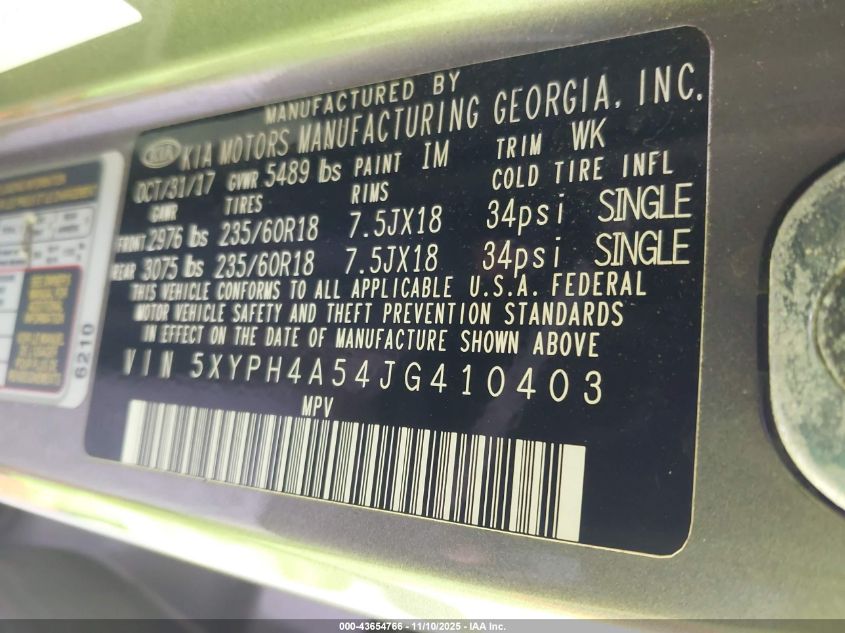 MANUFACTURED BY
KIA KIA MOTORS MANUFACTURING GEORGIA, INC.
OCT/31/17 GVWR 5489 lbs PAINT IM TRIM WK
GAWR TIRES RIMS COLD TIRE INFL
FRONT 2976 lbs 235/60R18 7.5JX18 34psi SINGLE
REAR 3075 lbs 235/60R18 7.5JX18 34psi SINGLE
THIS VEHICLE CONFORMS TO ALL APPLICABLE U.S.A. FEDERAL
MOTOR VEHICLE SAFETY AND THEFT PREVENTION STANDARDS
IN EFFECT ON THE DATE OF MANUFACTURE SHOWN ABOVE
VIN 5XYPH4A54JG410403
MPV
6210
000-43654766 - 11/10/2025 - IAA Inc.